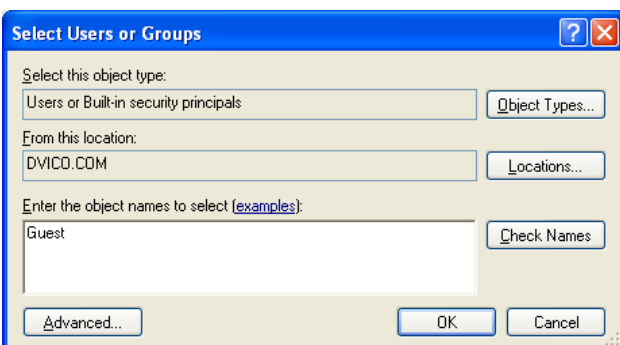 Select Users or Groups
Select this object type:
Users or Built-in security principals
Object Types...
From this location:
DVICO.COM
Locations...
Enter the object names to select (examples):
Guest
Check Names
Advanced...
OK
Cancel